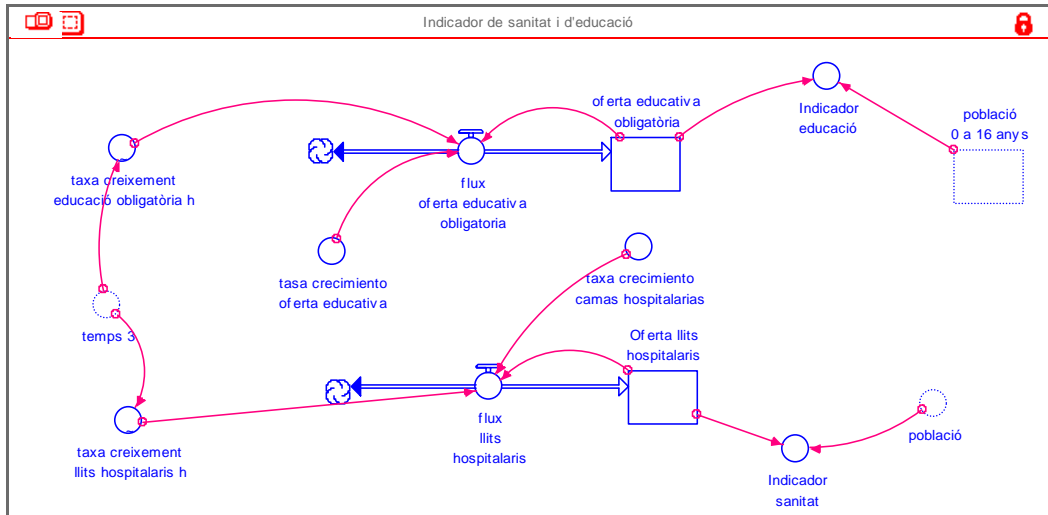 Indicador de sanitat i d'educació
oferta educativa
obligatòria
Indicador
educació
població
0 a 16 anys
taxa creixement
educació obligatòria h
flux
oferta educativa
obligatoria
tasa crecimiento
oferta educativa
taxa crecimiento
camas hospitalarias
temps 3
Oferta llits
hospitalaris
flux
llits
hospitalaris
població
taxa creixement
llits hospitalaris h
Indicador
sanitat